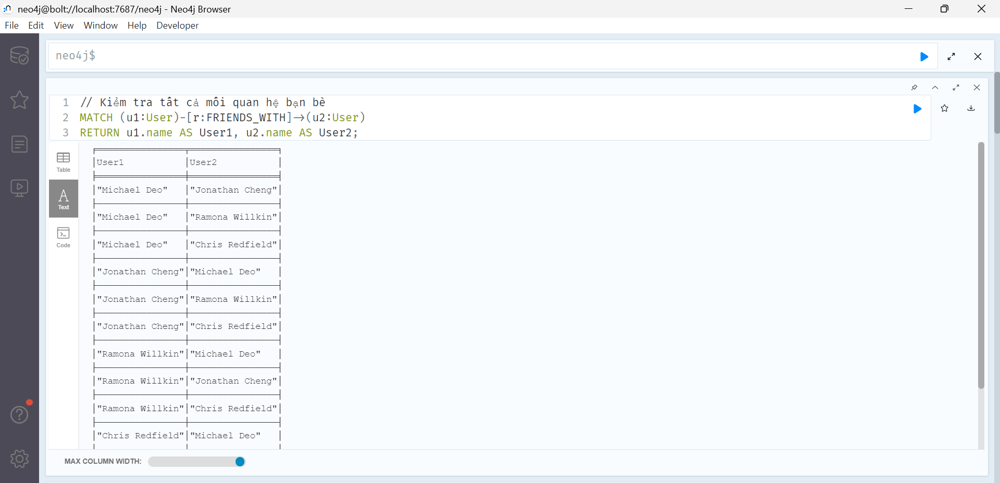 neo4j@bolt://localhost:7687/neo4j - Neo4j Browser
File Edit View Window Help Developer
neo4j$
1 // Kiểm tra tất cả mối quan hệ bạn bè
2 MATCH (u1:User)-[r:FRIENDS_WITH]->(u2:User)
3 RETURN u1.name AS User1, u2.name AS User2;
Table
Text
Code
User1 User2
"Michael Deo" "Jonathan Cheng"
"Michael Deo" "Ramona Willkin"
"Michael Deo" "Chris Redfield"
"Jonathan Cheng" "Michael Deo"
"Jonathan Cheng" "Ramona Willkin"
"Jonathan Cheng" "Chris Redfield"
"Ramona Willkin" "Michael Deo"
"Ramona Willkin" "Jonathan Cheng"
"Ramona Willkin" "Chris Redfield"
"Chris Redfield" "Michael Deo"
MAX COLUMN WIDTH: